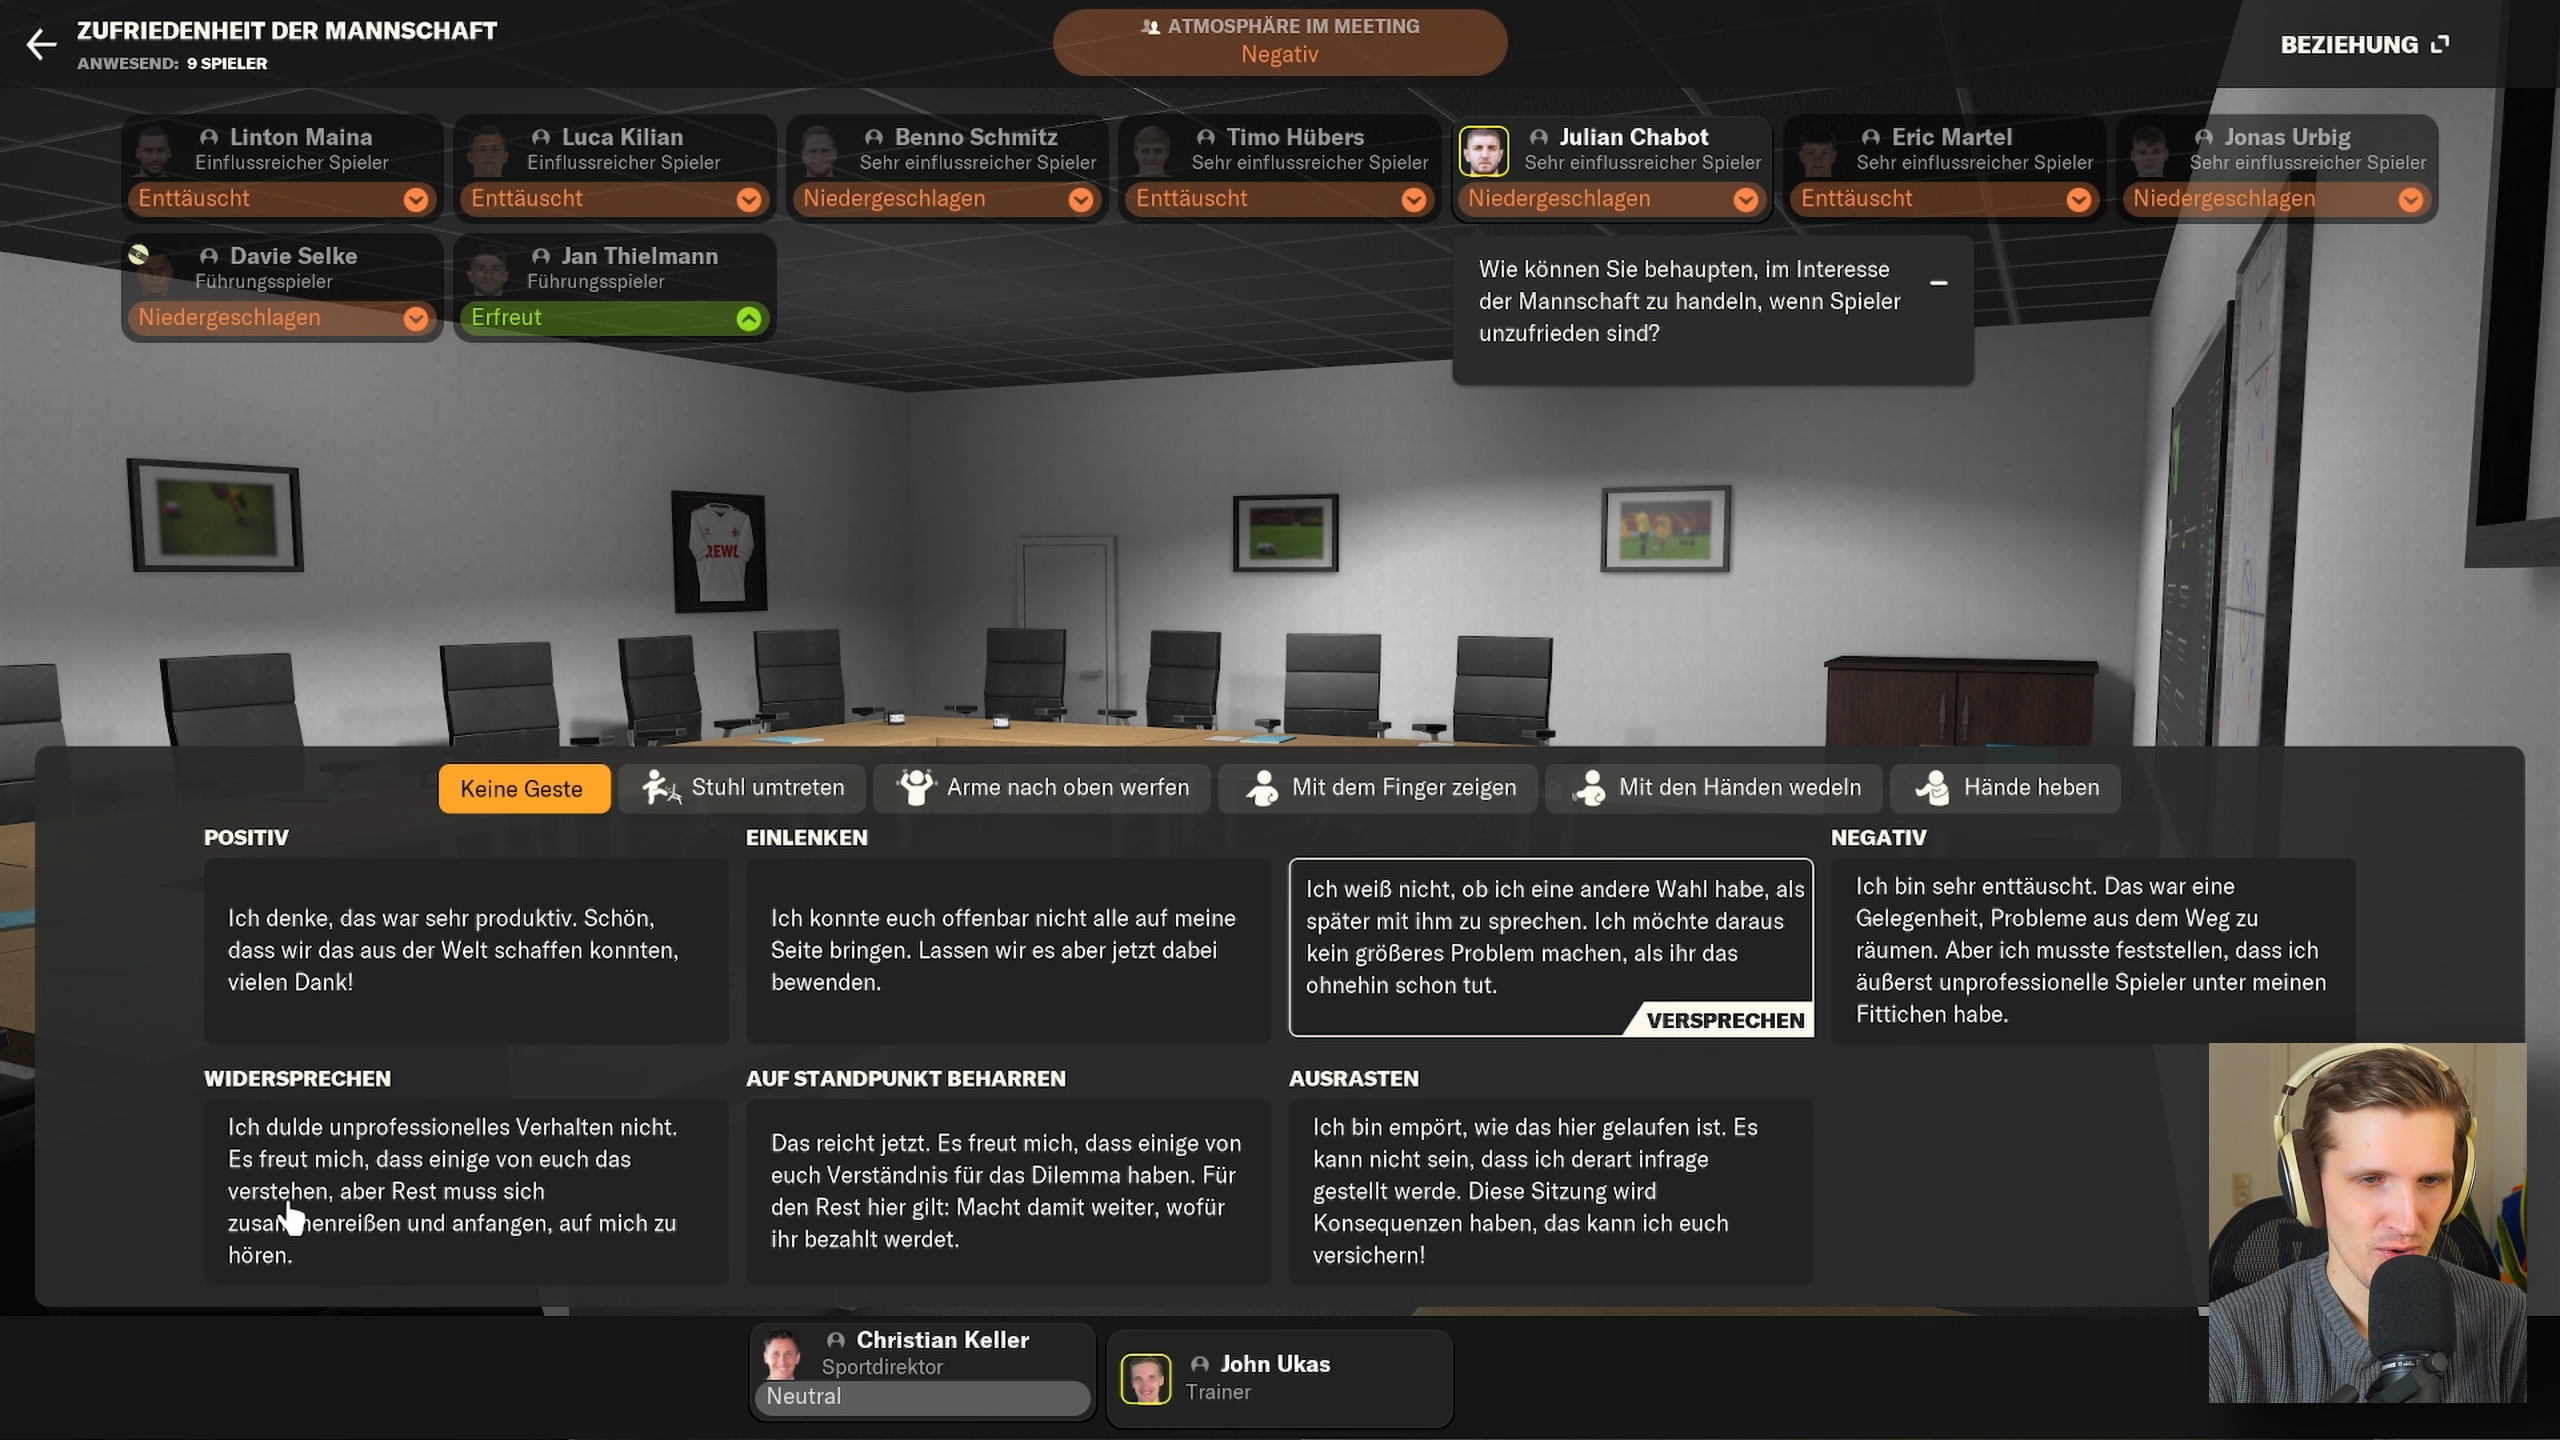 ZUFRIEDENHEIT DER MANNSCHAFT
ANWESEND: 9 SPIELER
ATMOSPHÄRE IM MEETING
Negativ
BEZIEHUNG
Linton Maina
Einflussreicher Spieler
Enttäuscht
Luca Kilian
Einflussreicher Spieler
Enttäuscht
Benno Schmitz
Sehr einflussreicher Spieler
Niedergeschlagen
Timo Hübers
Sehr einflussreicher Spieler
Enttäuscht
Julian Chabot
Sehr einflussreicher Spieler
Niedergeschlagen
Eric Martel
Sehr einflussreicher Spieler
Enttäuscht
Jonas Urbig
Sehr einflussreicher Spieler
Niedergeschlagen
Davie Selke
Führungsspieler
Niedergeschlagen
Jan Thielmann
Führungsspieler
Erfreut
Wie können Sie behaupten, im Interesse
der Mannschaft zu handeln, wenn Spieler
unzufrieden sind?
REWE
Keine Geste
Stuhl umtreten
Arme nach oben werfen
Mit dem Finger zeigen
Mit den Händen wedeln
Hände heben
POSITIV
Ich denke, das war sehr produktiv. Schön,
dass wir das aus der Welt schaffen konnten,
vielen Dank!
EINLENKEN
Ich konnte euch offenbar nicht alle auf meine
Seite bringen. Lassen wir es aber jetzt dabei
bewenden.
Ich weiß nicht, ob ich eine andere Wahl habe, als
später mit ihm zu sprechen. Ich möchte daraus
kein größeres Problem machen, als ihr das
ohnehin schon tut.
VERSPRECHEN
NEGATIV
Ich bin sehr enttäuscht. Das war eine
Gelegenheit, Probleme aus dem Weg zu
räumen. Aber ich musste feststellen, dass ich
äußerst unprofessionelle Spieler unter meinen
Fittichen habe.
WIDERSPRECHEN
Ich dulde unprofessionelles Verhalten nicht.
Es freut mich, dass einige von euch das
verstehen, aber Rest muss sich
zusammenreißen und anfangen, auf mich zu
hören.
AUF STANDPUNKT BEHARREN
Das reicht jetzt. Es freut mich, dass einige von
euch Verständnis für das Dilemma haben. Für
den Rest hier gilt: Macht damit weiter, wofür
ihr bezahlt werdet.
AUSRASTEN
Ich bin empört, wie das hier gelaufen ist. Es
kann nicht sein, dass ich derart infrage
gestellt werde. Diese Sitzung wird
Konsequenzen haben, das kann ich euch
versichern!
Christian Keller
Sportdirektor
Neutral
John Ukas
Trainer